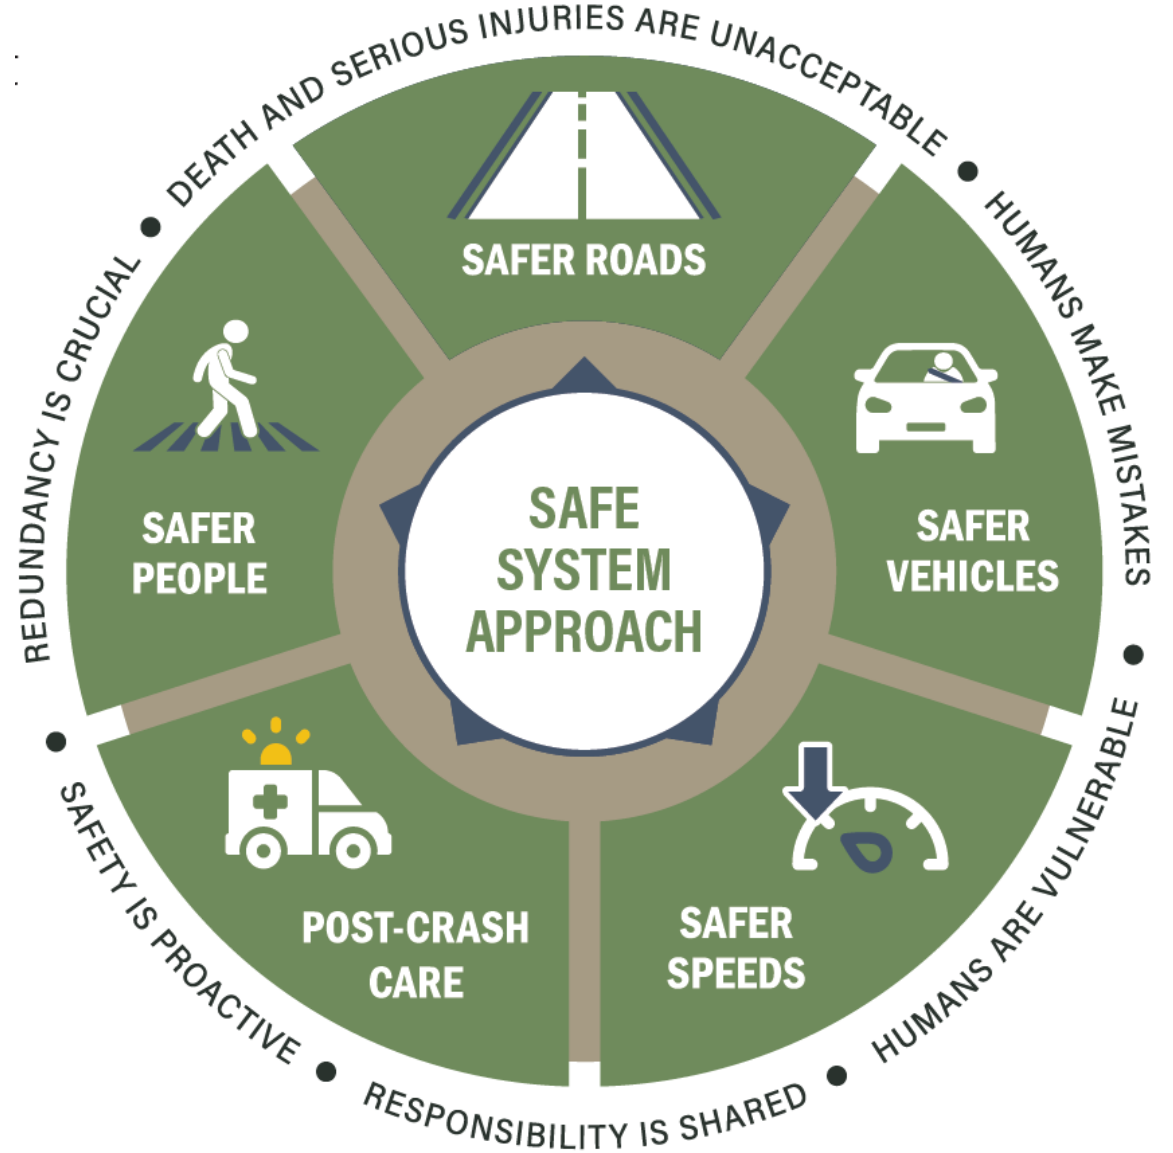 DEATH AND SERIOUS INJURIES ARE UNACCEPTABLE
HUMANS MAKE MISTAKES
HUMANS ARE VULNERABLE
RESPONSIBILITY IS SHARED
SAFETY IS PROACTIVE
REDUNDANCY IS CRUCIAL
SAFER ROADS
SAFER
VEHICLES
SAFER
SPEEDS
POST-CRASH
CARE
SAFER
PEOPLE
SAFE
SYSTEM
APPROACH